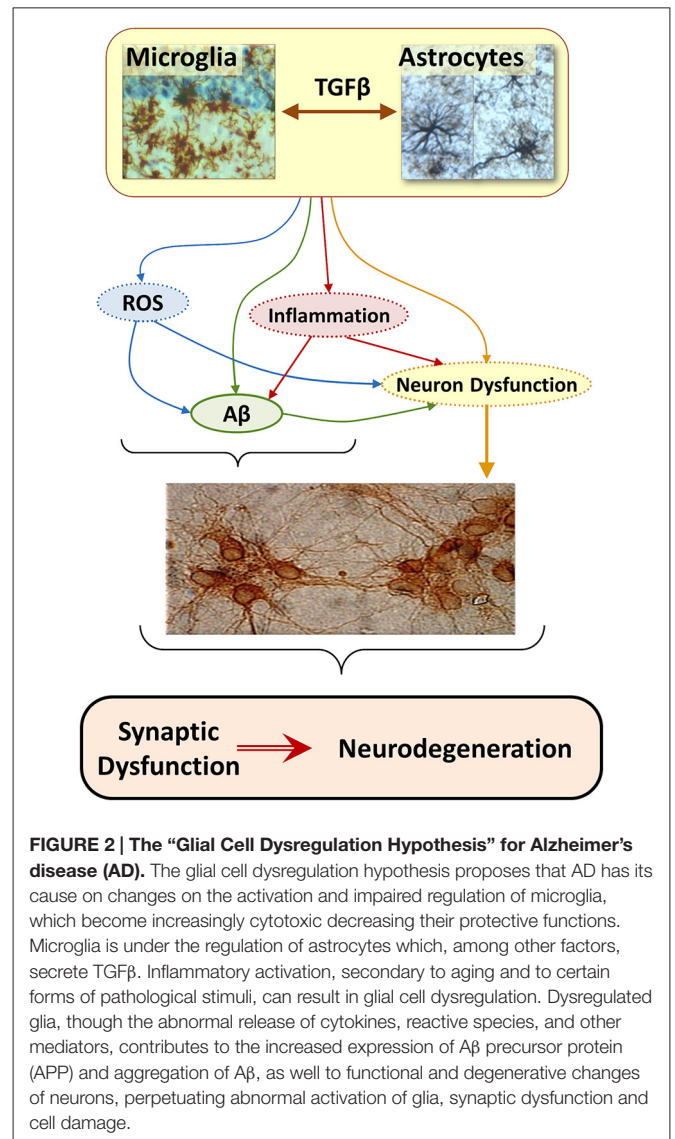 Microglia
Astrocytes
TGFβ
ROS
Inflammation
Neuron Dysfunction
Aβ
Synaptic
Dysfunction
Neurodegeneration
FIGURE 2 | The “Glial Cell Dysregulation Hypothesis” for Alzheimer’s
disease (AD). The glial cell dysregulation hypothesis proposes that AD has its
cause on changes on the activation and impaired regulation of microglia,
which become increasingly cytotoxic decreasing their protective functions.
Microglia is under the regulation of astrocytes which, among other factors,
secrete TGFβ. Inflammatory activation, secondary to aging and to certain
forms of pathological stimuli, can result in glial cell dysregulation. Dysregulated
glia, though the abnormal release of cytokines, reactive species, and other
mediators, contributes to the increased expression of Aβ precursor protein
(APP) and aggregation of Aβ, as well to functional and degenerative changes
of neurons, perpetuating abnormal activation of glia, synaptic dysfunction and
cell damage.